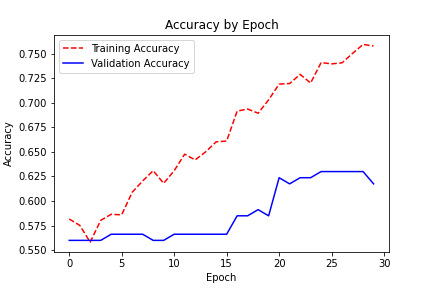 Accuracy by Epoch
Training Accuracy
Validation Accuracy
Accuracy
0.750
0.725
0.700
0.675
0.650
0.625
0.600
0.575
0.550
0 5 10 15 20 25 30
Epoch